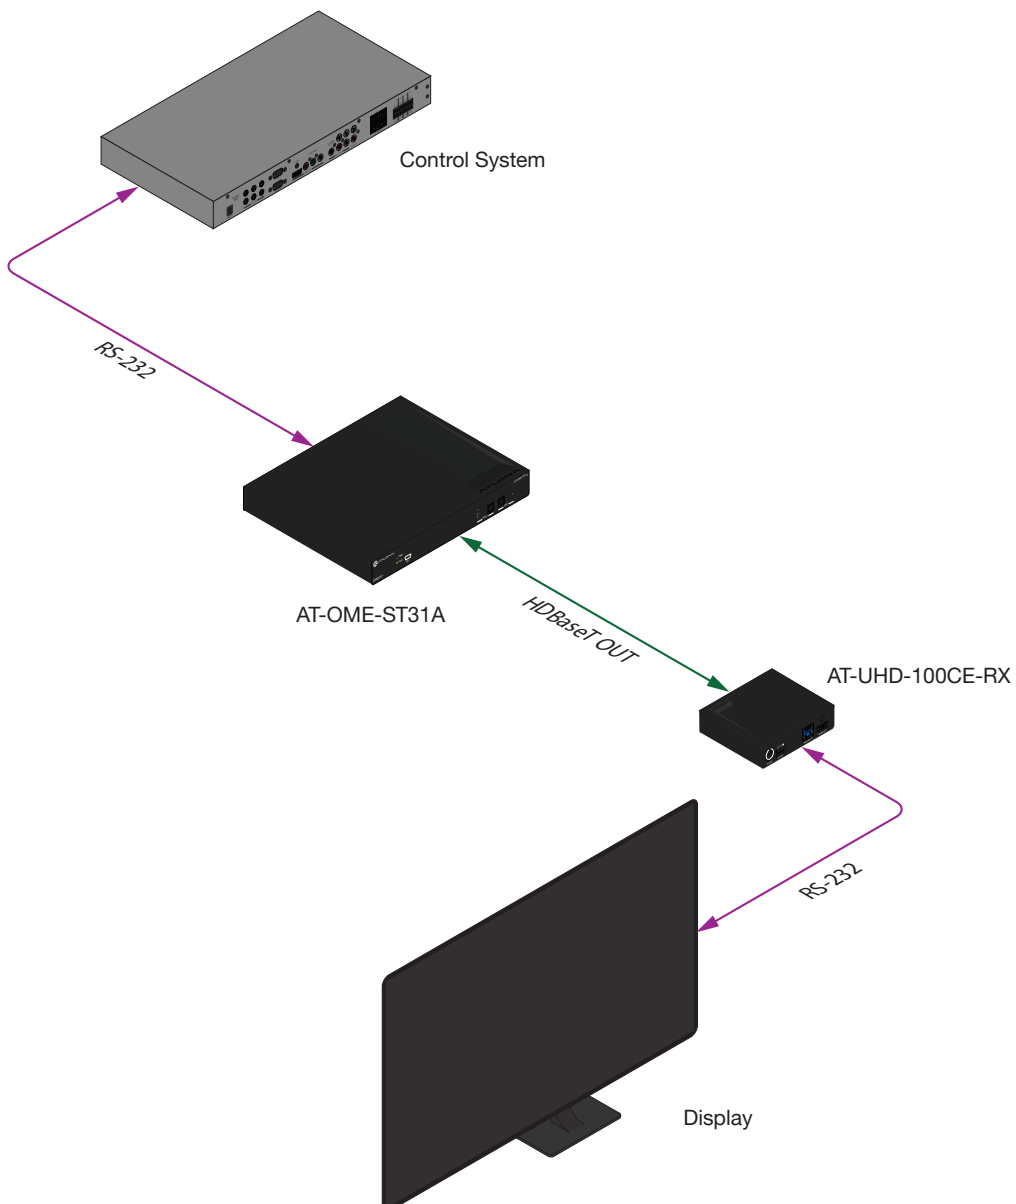 Control System
RS-232
AT-OME-ST31A
HDBaseT OUT
AT-UHD-100CE-RX
RS-232
Display